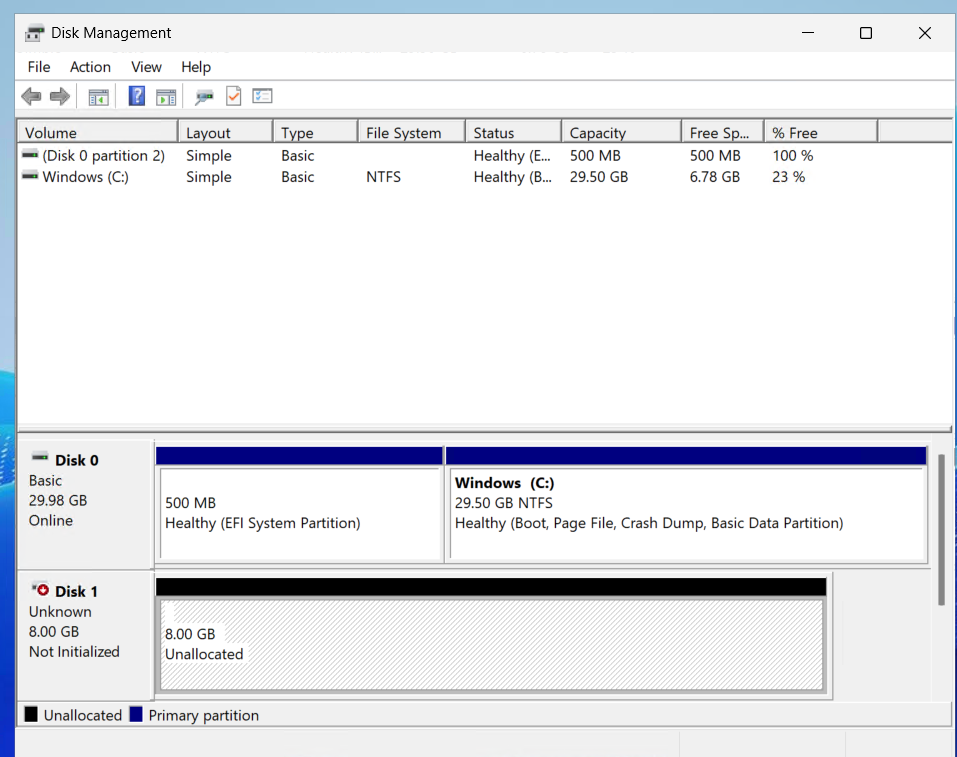 Disk Management
File Action View Help
Volume Layout Type File System Status Capacity Free Sp... % Free
(Disk 0 partition 2) Simple Basic Healthy (E... 500 MB 500 MB 100 %
Windows (C:) Simple Basic NTFS Healthy (B... 29.50 GB 6.78 GB 23 %
Disk 0
Basic
29.98 GB
Online
500 MB
Healthy (EFI System Partition)
Windows (C:)
29.50 GB NTFS
Healthy (Boot, Page File, Crash Dump, Basic Data Partition)
Disk 1
Unknown
8.00 GB
Not Initialized
8.00 GB
Unallocated
Unallocated Primary partition